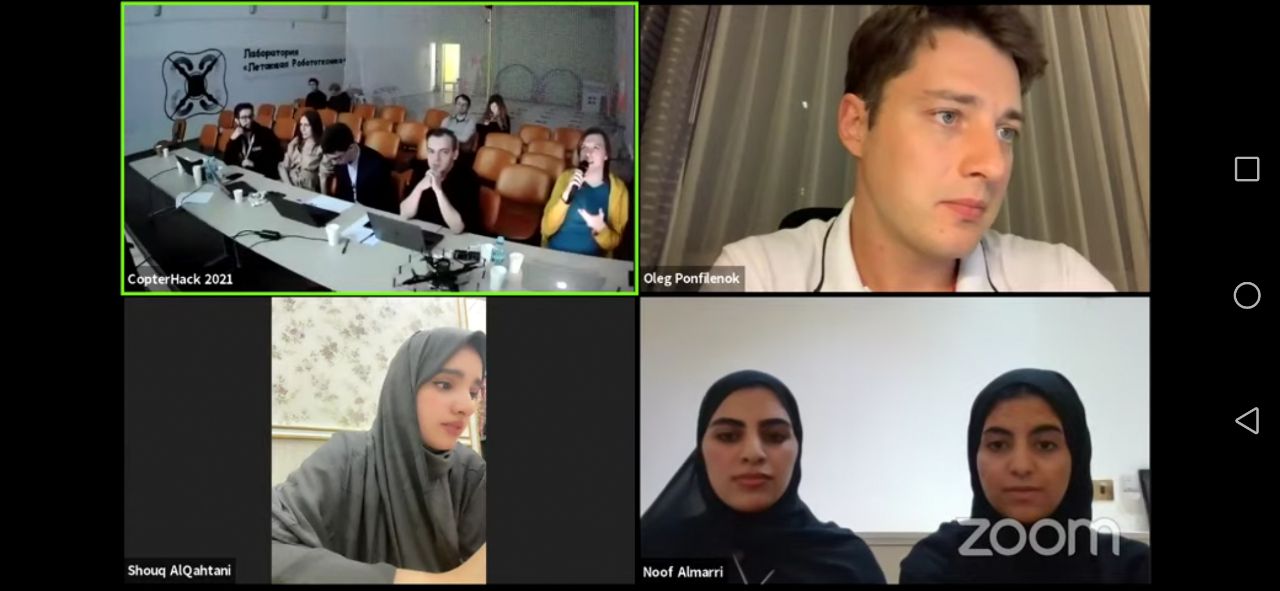 Лаборатория
«Летающая Робототехника»
CopterHack 2021
Oleg Ponfilenok
Shouq AlQahtani
Noof Almarri
zoom